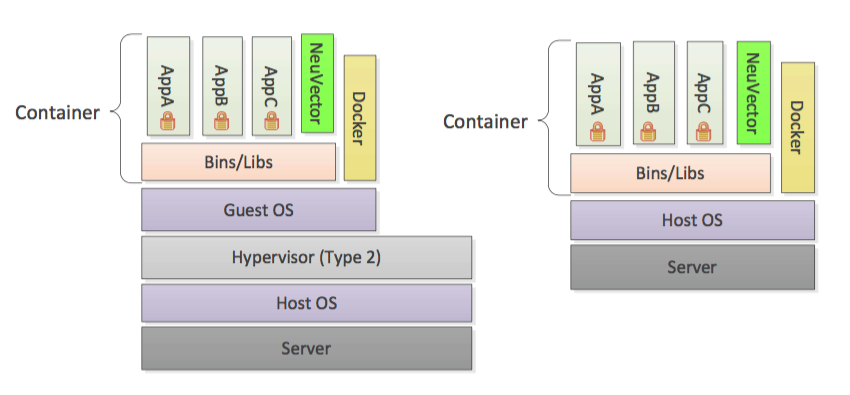 Container
AppA
AppB
AppC
NeuVector
Docker
Bins/Libs
Guest OS
Hypervisor (Type 2)
Host OS
Server
Container
AppA
AppB
AppC
NeuVector
Docker
Bins/Libs
Host OS
Server